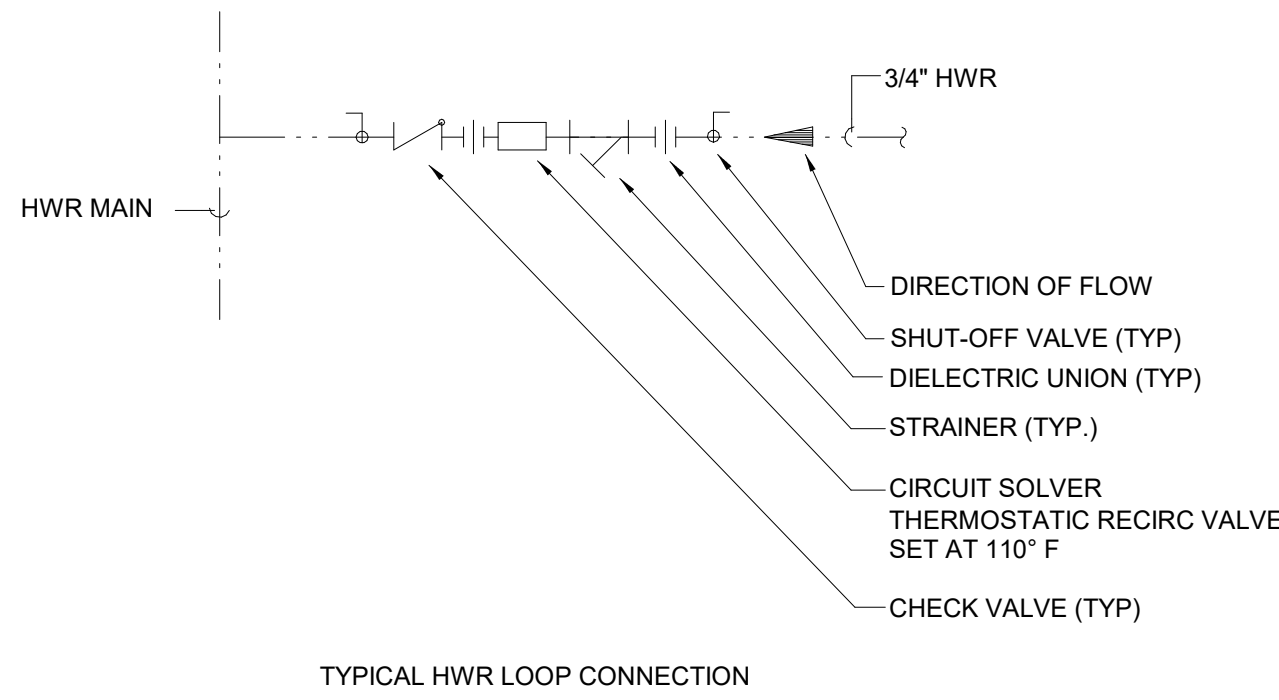 3/4" HWR
HWR MAIN
DIRECTION OF FLOW
SHUT-OFF VALVE (TYP)
DIELECTRIC UNION (TYP)
STRAINER (TYP.)
CIRCUIT SOLVER
THERMOSTATIC RECIRC VALVE
SET AT 110° F
CHECK VALVE (TYP)
TYPICAL HWR LOOP CONNECTION